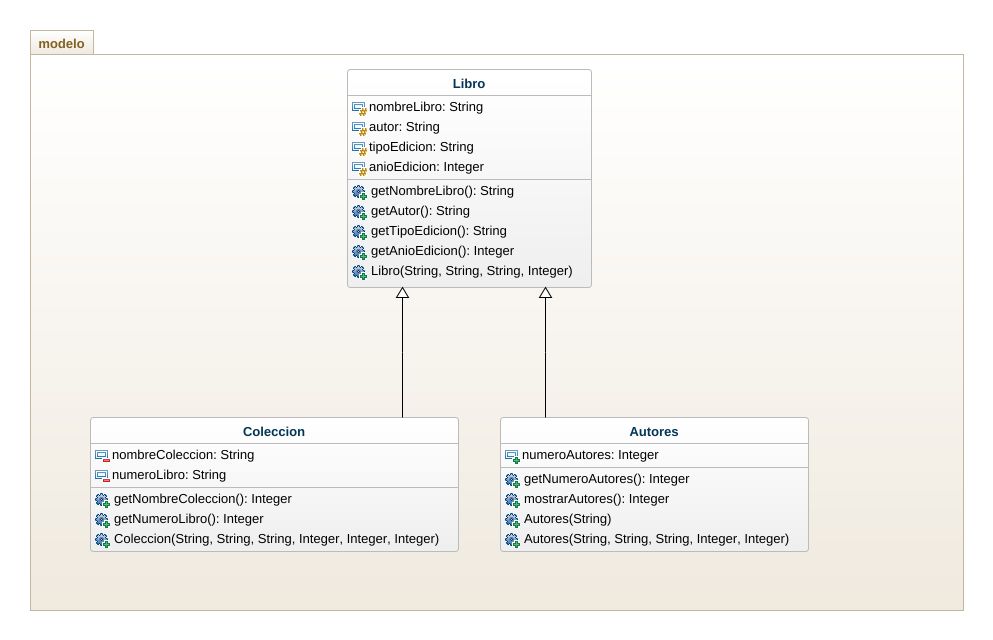 modelo
Libro
nombreLibro: String
autor: String
tipoEdicion: String
anioEdicion: Integer
getNombreLibro(): String
getAutor(): String
getTipoEdicion(): String
getAnioEdicion(): Integer
Libro(String, String, String, Integer)
Coleccion
nombreColeccion: String
numeroLibro: String
getNombreColeccion(): Integer
getNumeroLibro(): Integer
Coleccion(String, String, String, Integer, Integer, Integer)
Autores
numeroAutores: Integer
getNumeroAutores(): Integer
mostrarAutores(): Integer
Autores(String)
Autores(String, String, String, Integer, Integer)